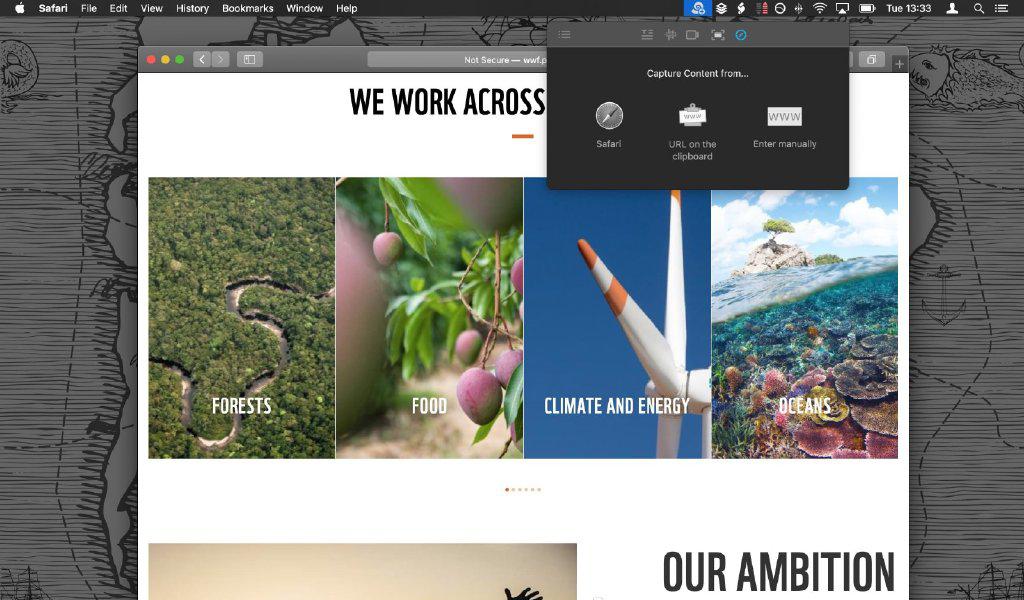 Safari File Edit View History Bookmarks Window Help Tue 13:33
Not Secure — wwf.p
Capture Content from...
Safari
URL on the
clipboard
WWW
Enter manually
WWW
WE WORK ACROSS
FORESTS
FOOD
CLIMATE AND ENERGY
OCEANS
OUR AMBITION